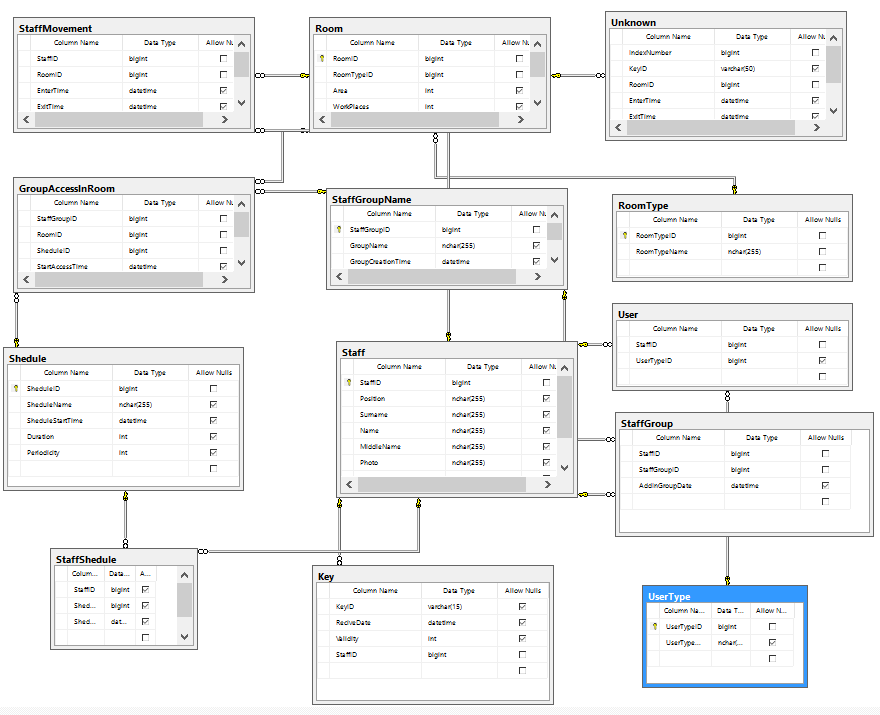 StaffMovement
Column Name Data Type Allow Nu
StaffID bigint
RoomID bigint
EnterTime datetime
ExitTime datetime
Room
Column Name Data Type Allow Nu
RoomID bigint
RoomTypeID bigint
Area int
WorkPlaces int
Unknown
Column Name Data Type Allow Nu
IndexNumber bigint
KeyID varchar(50)
RoomID bigint
EnterTime datetime
ExitTime datetime
GroupAccessInRoom
Column Name Data Type Allow Nu
StaffGroupID bigint
RoomID bigint
SheduleID bigint
StartAccessTime datetime
StaffGroupName
Column Name Data Type Allow Nu
StaffGroupID bigint
GroupName nchar(255)
GroupCreationTime datetime
RoomType
Column Name Data Type Allow Nulls
RoomTypeID bigint
RoomTypeName nchar(255)
User
Column Name Data Type Allow Nulls
StaffID bigint
UserTypeID bigint
Shedule
Column Name Data Type Allow Nulls
SheduleID bigint
SheduleName nchar(255)
SheduleStartTime datetime
Duration int
Periodicity int
Staff
Column Name Data Type Allow Nu
StaffID bigint
Position nchar(255)
Surname nchar(255)
Name nchar(255)
MiddleName nchar(255)
Photo nchar(255)
StaffGroup
Column Name Data Type Allow Nulls
StaffID bigint
StaffGroupID bigint
AddInGroupDate datetime
StaffShedule
Colum... Data... A...
StaffID bigint
Shed... bigint
Shed... dat...
Key
Column Name Data Type Allow Nulls
KeyID varchar(15)
ReciveDate datetime
Validity int
StaffID bigint
UserType
Column Na... Data T... Allow N...
UserTypeID bigint
UserType... nchar(...